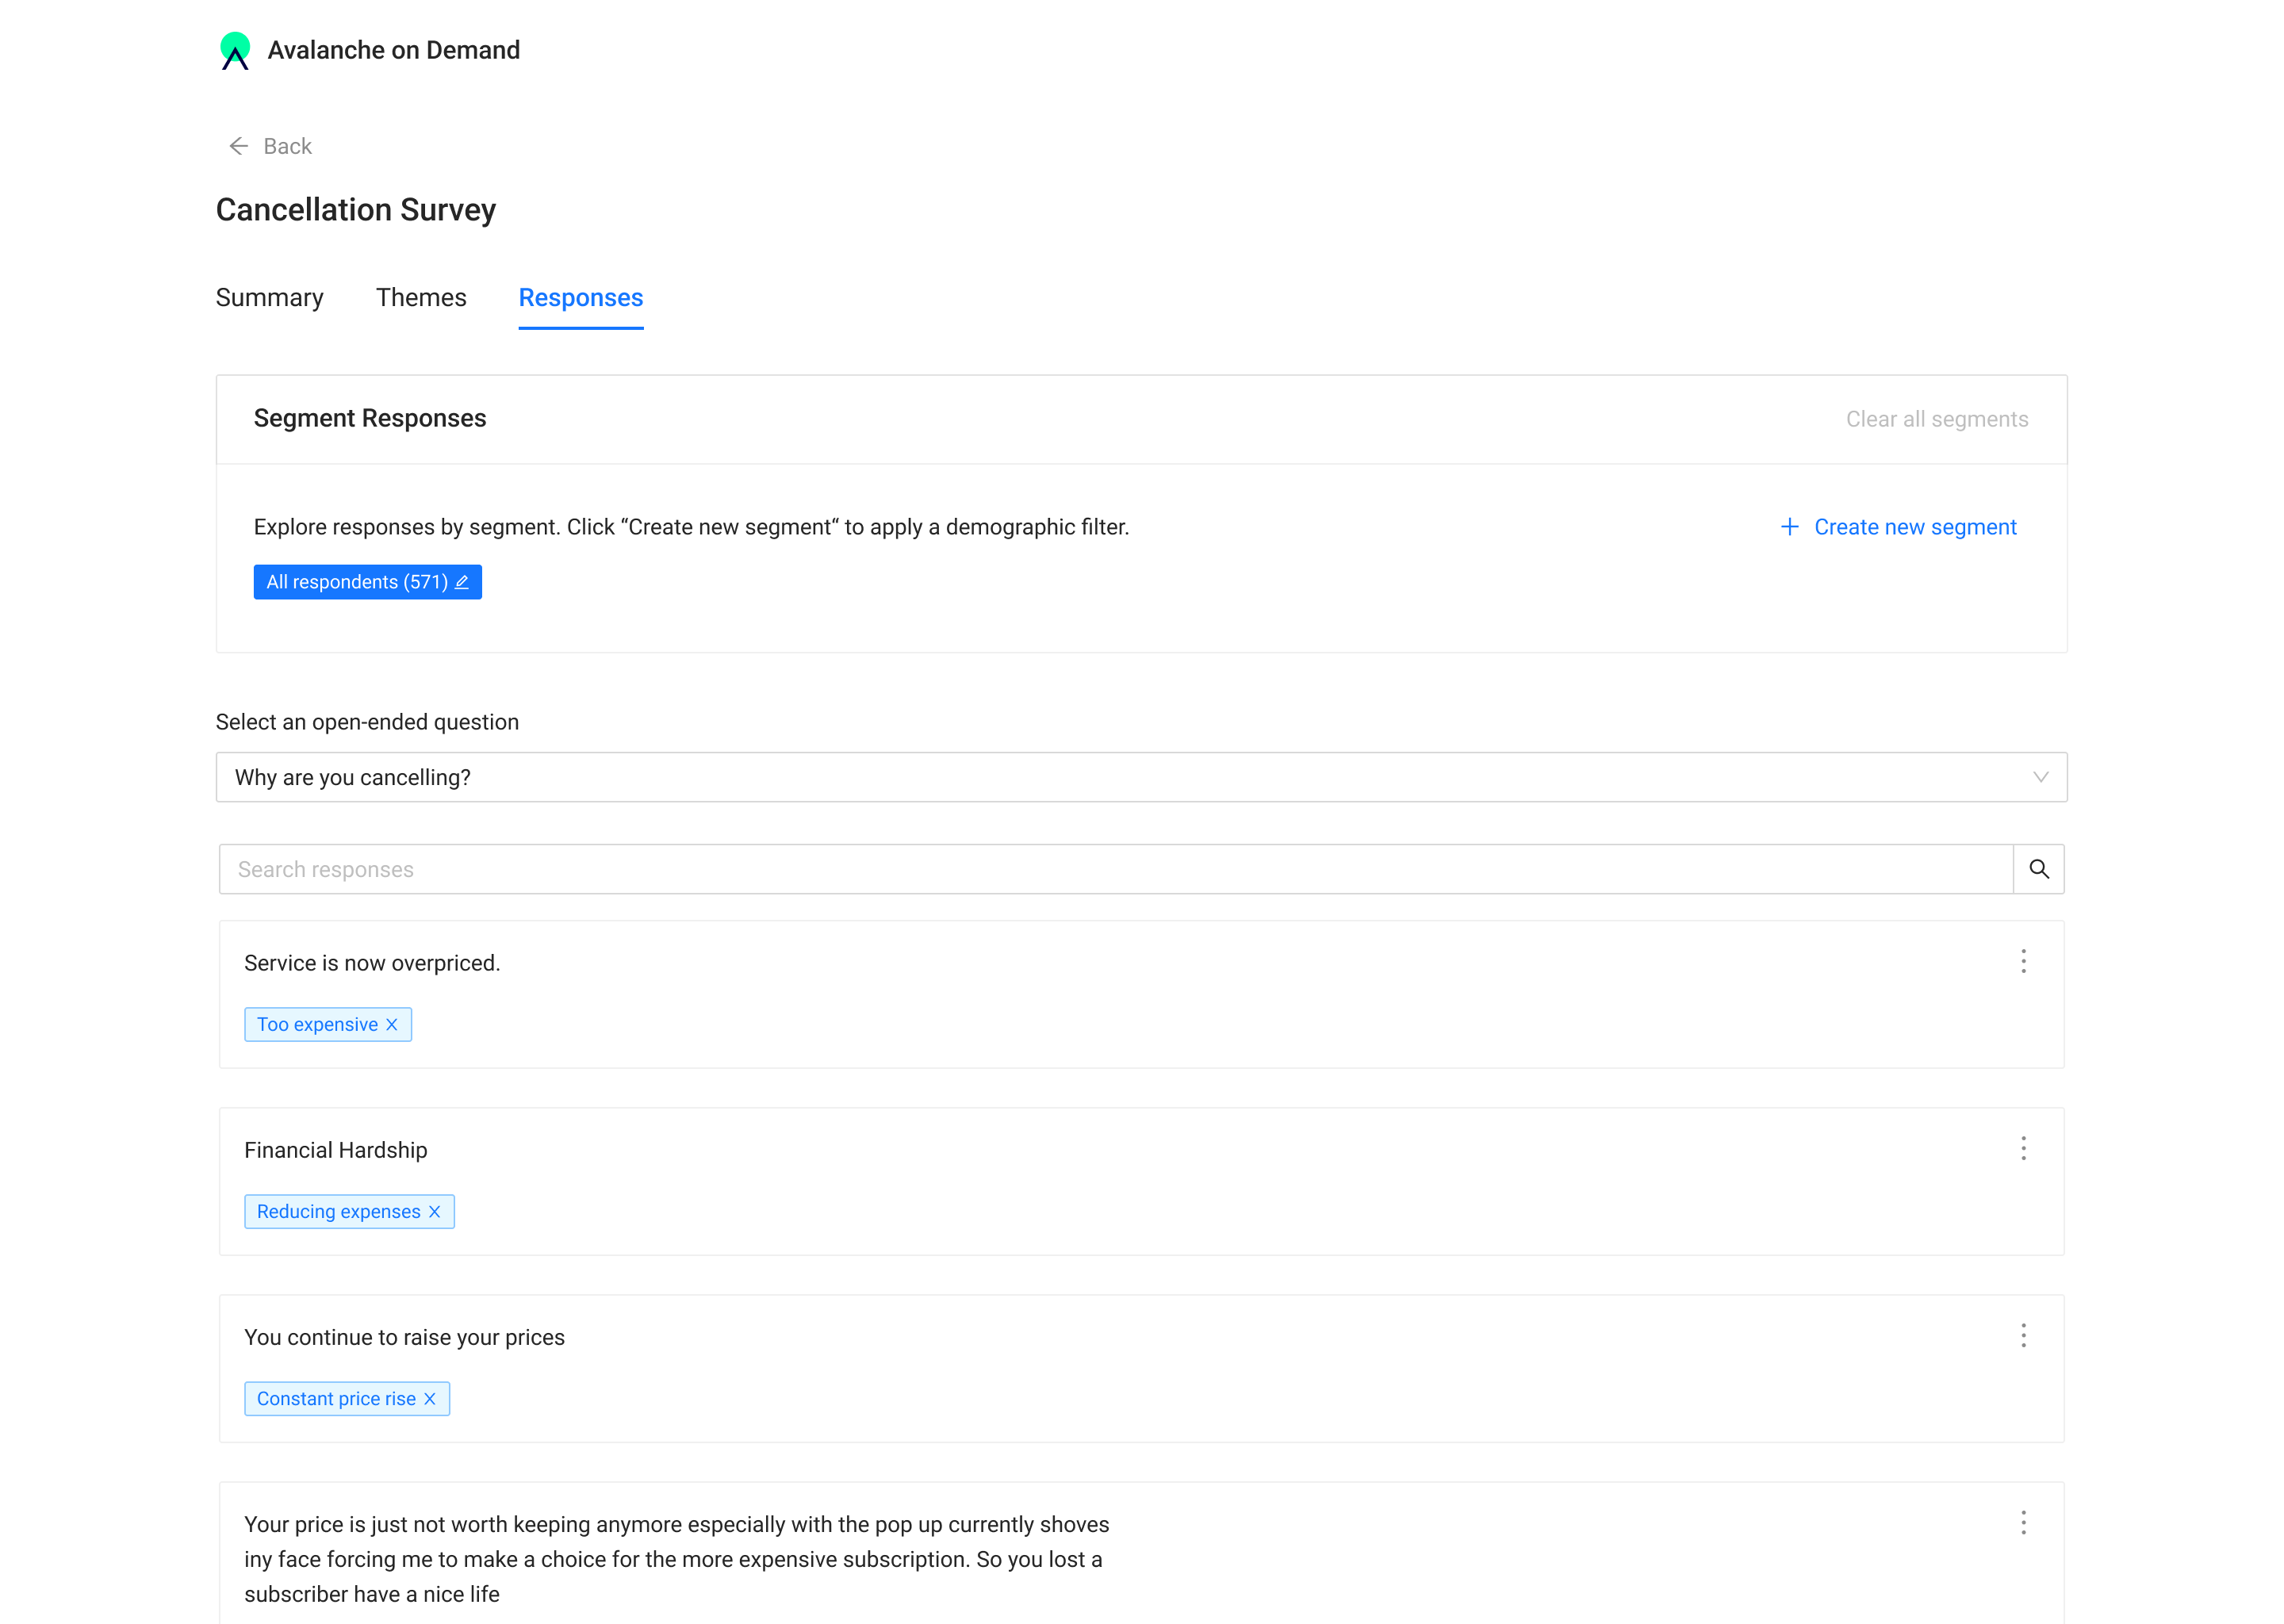 Avalanche on Demand
Back
Cancellation Survey
Summary Themes Responses
Segment Responses Clear all segments
Explore responses by segment. Click “Create new segment“ to apply a demographic filter. + Create new segment
All respondents (571)
Select an open-ended question
Why are you cancelling?
Search responses
Service is now overpriced.
Too expensive
Financial Hardship
Reducing expenses
You continue to raise your prices
Constant price rise
Your price is just not worth keeping anymore especially with the pop up currently shoves
iny face forcing me to make a choice for the more expensive subscription. So you lost a
subscriber have a nice life